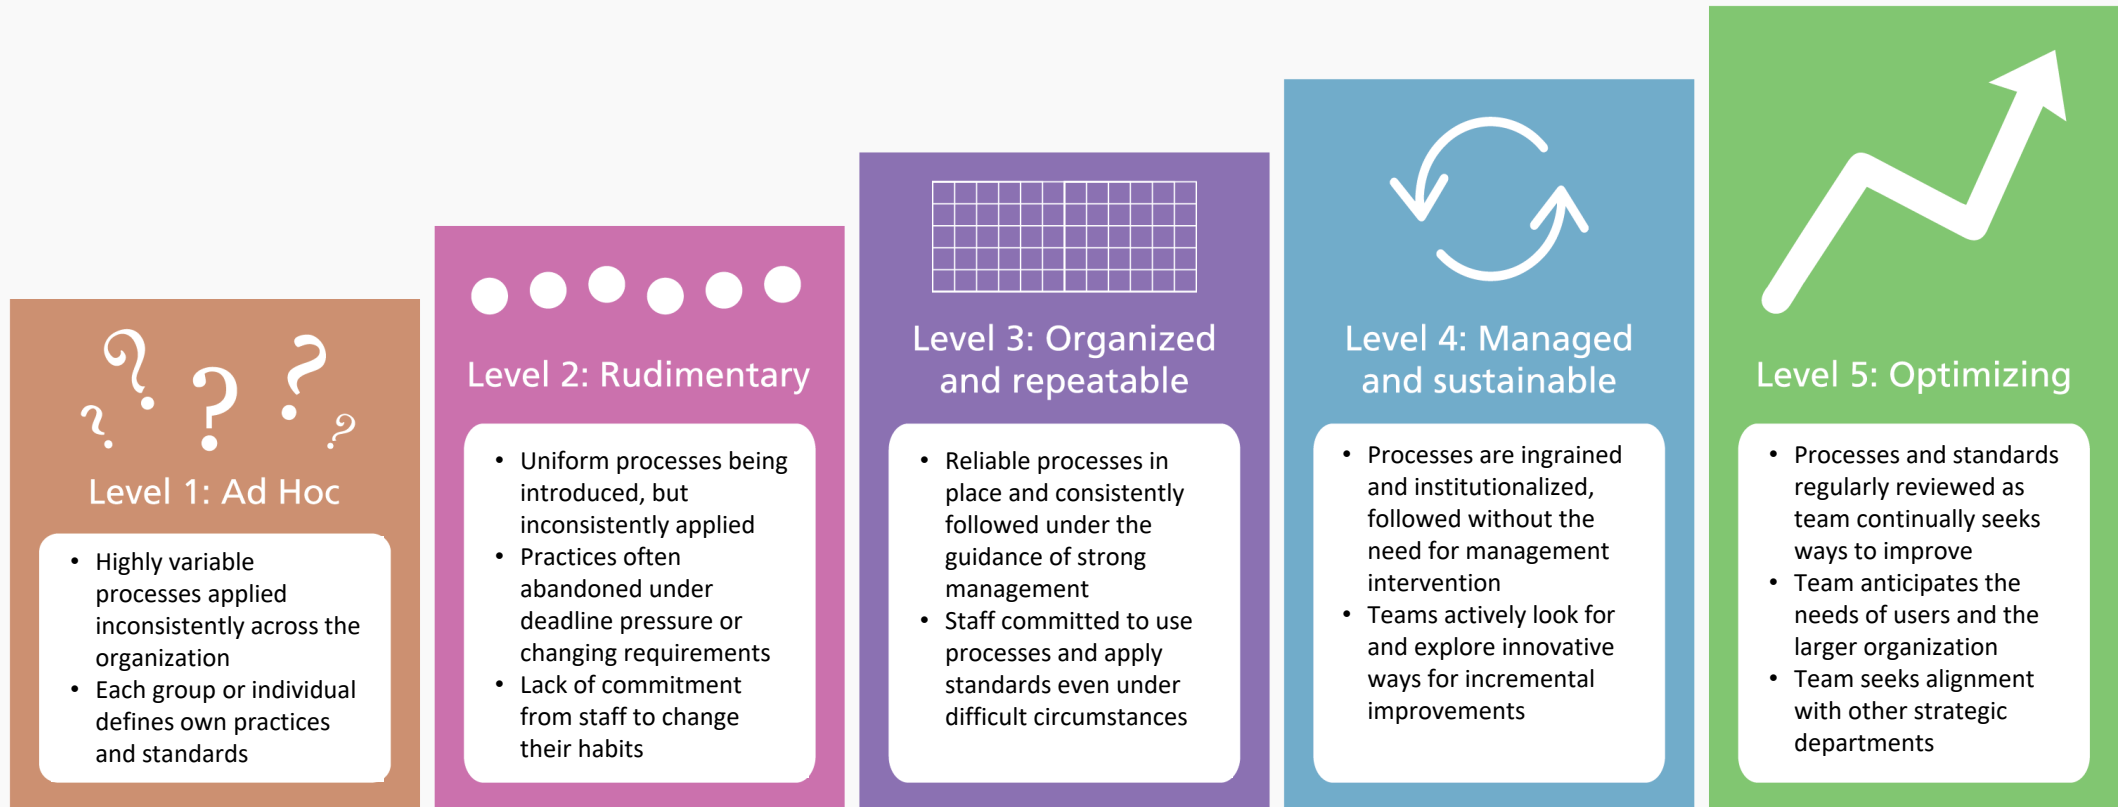 Level 1: Ad Hoc
• Highly variable
processes applied
inconsistently across the
organization
• Each group or individual
defines own practices
and standards
Level 2: Rudimentary
• Uniform processes being
introduced, but
inconsistently applied
• Practices often
abandoned under
deadline pressure or
changing requirements
• Lack of commitment
from staff to change
their habits
Level 3: Organized
and repeatable
• Reliable processes in
place and consistently
followed under the
guidance of strong
management
• Staff committed to use
processes and apply
standards even under
difficult circumstances
Level 4: Managed
and sustainable
• Processes are ingrained
and institutionalized,
followed without the
need for management
intervention
• Teams actively look for
and explore innovative
ways for incremental
improvements
Level 5: Optimizing
• Processes and standards
regularly reviewed as
team continually seeks
ways to improve
• Team anticipates the
needs of users and the
larger organization
• Team seeks alignment
with other strategic
departments